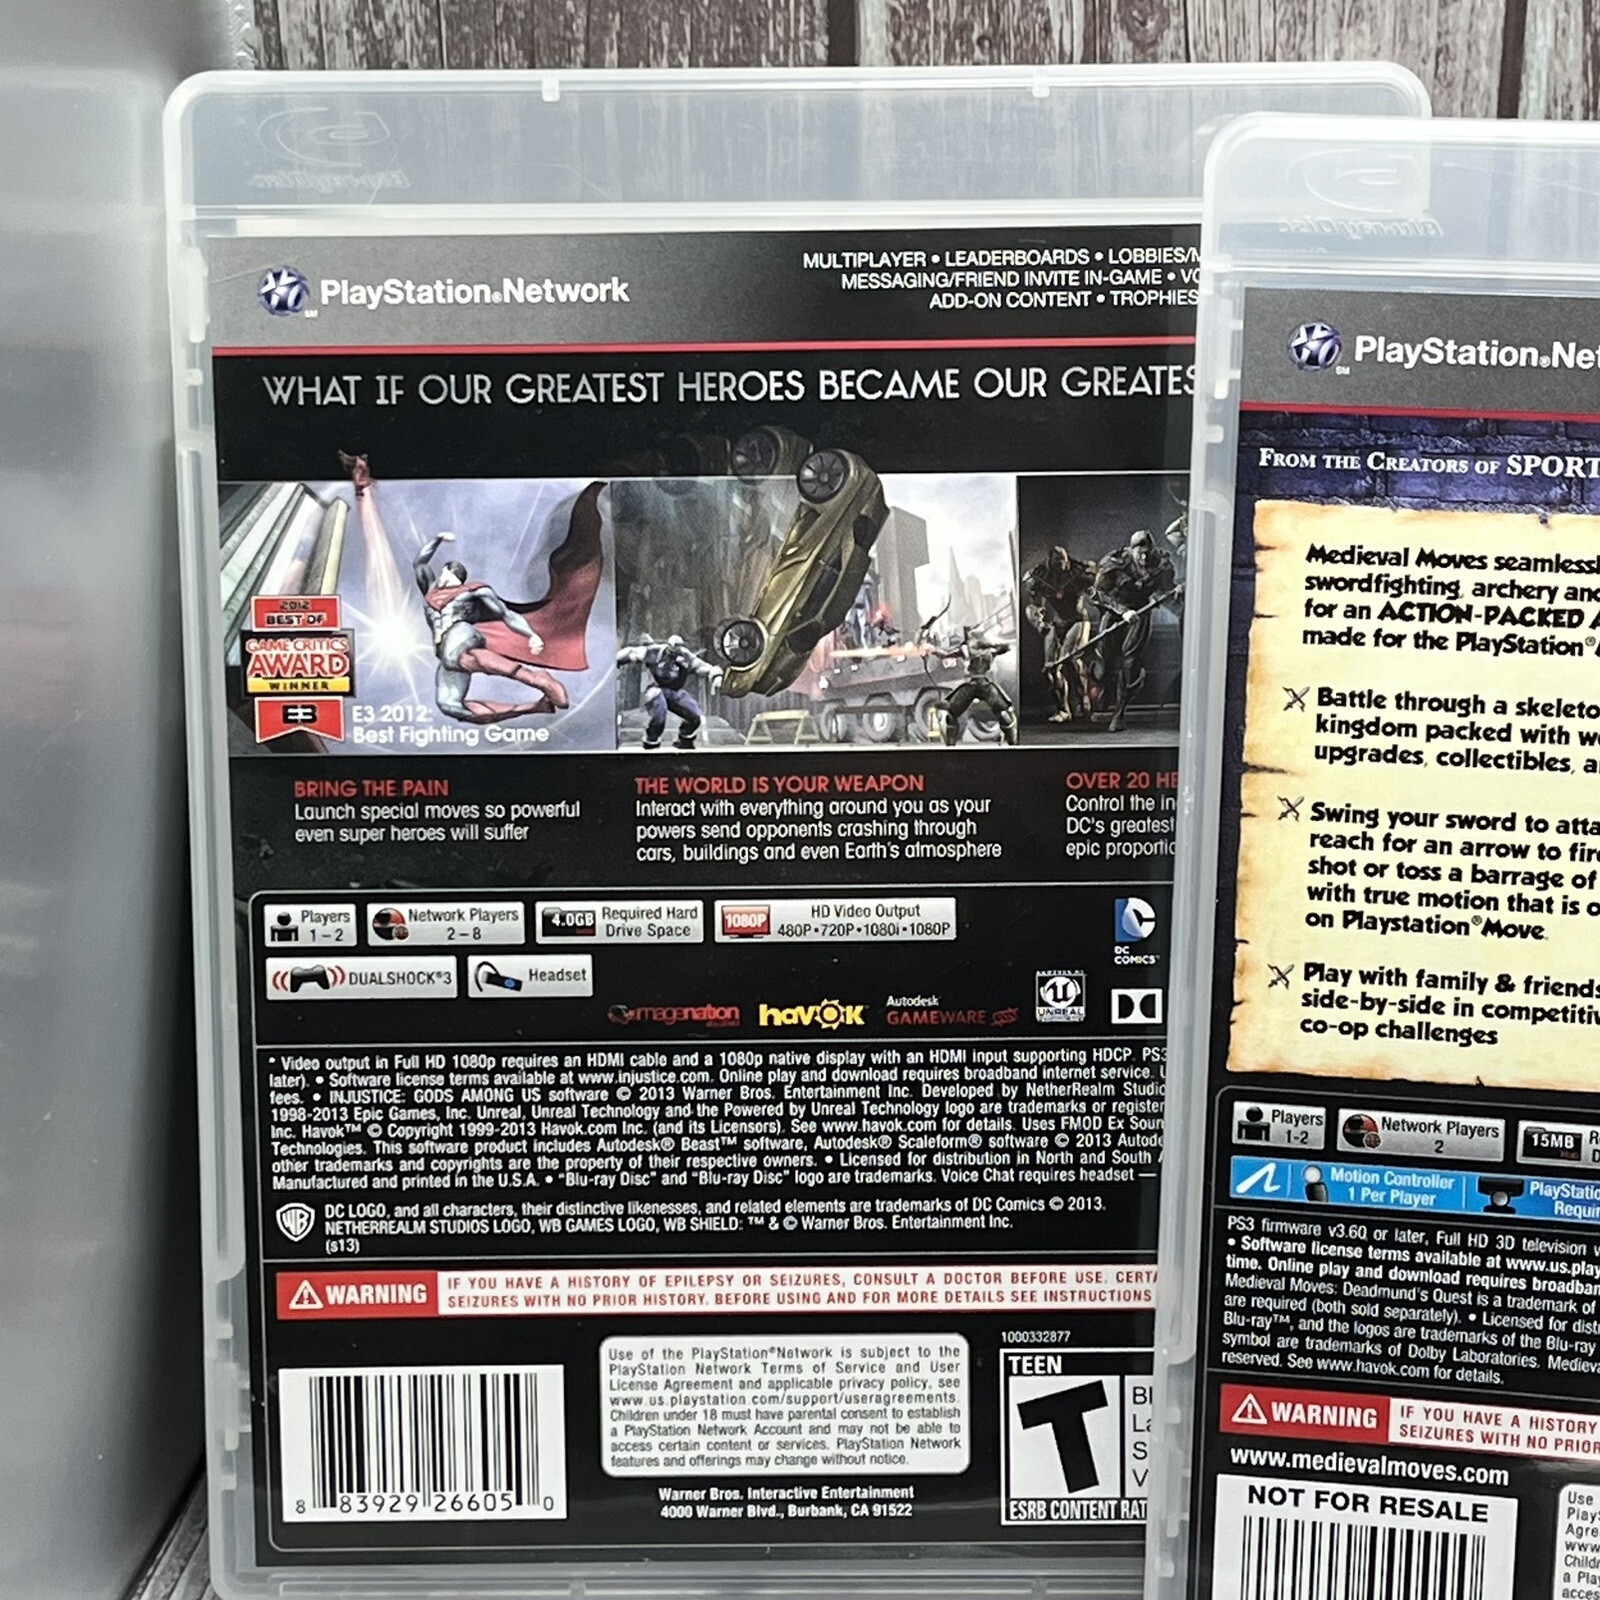 PlayStation®Network
MULTIPLAYER • LEADERBOARDS • LOBBIES/
MESSAGING/FRIEND INVITE IN-GAME •
ADD-ON CONTENT • TROPHIES
WHAT IF OUR GREATEST HEROES BECAME OUR
2012
BEST OF
GAME CRITICS
AWARD
WINNER
E3
E3 2012:
Best Fighting Game
BRING THE PAIN
Launch special moves so powerful
even super heroes will suffer
THE WORLD IS YOUR WEAPON
Interact with everything around you as your
powers send opponents crashing through
cars, buildings and even Earth's atmosphere
OVER 20
Control the
DC's greatest
epic
Players
1-2
Network Players
2-8
4.0GB
Required Hard
Drive Space
1080P
HD Video Output
480P•720P•1080i•1080P
DC
COMICS™
DUALSHOCK®3
Headset
imagenation
havok
Autodesk
GAMEWARE
UNREAL
* Video output in Full HD 1080p requires an HDMI cable and a 1080p native display with an HDMI input supporting HDCP. PS3
later). • Software license terms available at www.injustice.com. Online play and download requires broadband internet service.
fees. • INJUSTICE: GODS AMONG US software © 2013 Warner Bros. Entertainment Inc. Developed by NetherRealm
1998-2013 Epic Games, Inc. Unreal, Unreal Technology and the Powered by Unreal Technology logo are trademarks or
Inc. Havok™ © Copyright 1999-2013 Havok.com Inc. (and its Licensors). See www.havok.com for details. Uses FMOD Ex
Technologies. This software product includes Autodesk® Beast™ software, Autodesk® Scaleform® software © 2013
other trademarks and copyrights are the property of their respective owners. • Licensed for distribution in North and South
Manufactured and printed in the U.S.A. • "Blu-ray Disc" and "Blu-ray Disc" logo are trademarks. Voice Chat requires headset —
WB
DC LOGO, and all characters, their distinctive likenesses, and related elements are trademarks of DC Comics © 2013.
NETHERREALM STUDIOS LOGO, WB GAMES LOGO, WB SHIELD: ™ & © Warner Bros. Entertainment Inc.
(s13)
WARNING
IF YOU HAVE A HISTORY OF EPILEPSY OR SEIZURES, CONSULT A DOCTOR BEFORE USE.
SEIZURES WITH NO PRIOR HISTORY. BEFORE USING AND FOR MORE DETAILS SEE INSTRUCTIONS
8 83929 26605 0
Use of the PlayStation®Network is subject to the
PlayStation Network Terms of Service and User
License Agreement and applicable privacy policy, see
www.us.playstation.com/support/useragreements.
Children under 18 must have parental consent to establish
a PlayStation Network Account and may not be able to
access certain content or services. PlayStation Network
features and offerings may change without notice.
Warner Bros. Interactive Entertainment
4000 Warner Blvd., Burbank, CA 91522
1000332877
TEEN
T
ESRB CONTENT
PlayStation®
FROM THE CREATORS OF
Medieval Moves
swordfighting, archery
for an ACTION-PACKED
made for the PlayStation®
Battle through a
kingdom packed with
upgrades, collectibles,
Swing your sword to
reach for an arrow to
shot or toss a barrage of
with true motion that is
on Playstation®Move.
Play with family & friends
side-by-side in
co-op challenges
Players
1-2
Network Players
2
15MB
Motion Controller
1 Per Player
PS3 firmware v3.60 or later, Full HD 3D television
• Software license terms available at
time. Online play and download requires
Medieval Moves: Deadmund's Quest is a trademark of
are required (both sold separately). • Licensed for
Blu-ray™, and the logos are trademarks of the Blu-ray
symbol are trademarks of Dolby Laboratories.
reserved. See www.havok.com for details.
WARNING
IF YOU HAVE A HISTORY
SEIZURES WITH NO PRIOR
www.medievalmoves.com
NOT FOR RESALE
Use